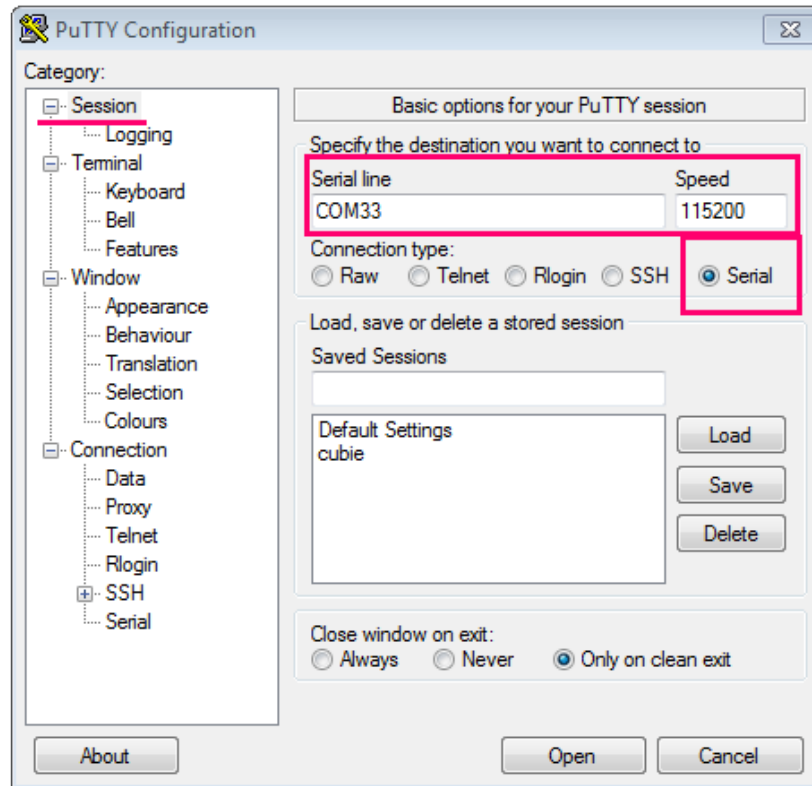 PuTTY Configuration
Category:
Session
Logging
Terminal
Keyboard
Bell
Features
Window
Appearance
Behaviour
Translation
Selection
Colours
Connection
Data
Proxy
Telnet
Rlogin
SSH
Serial
Basic options for your PuTTY session
Specify the destination you want to connect to
Serial line Speed
COM33 115200
Connection type:
Raw Telnet Rlogin SSH Serial
Load, save or delete a stored session
Saved Sessions
Default Settings
cubie
Load
Save
Delete
Close window on exit:
Always Never Only on clean exit
About Open Cancel